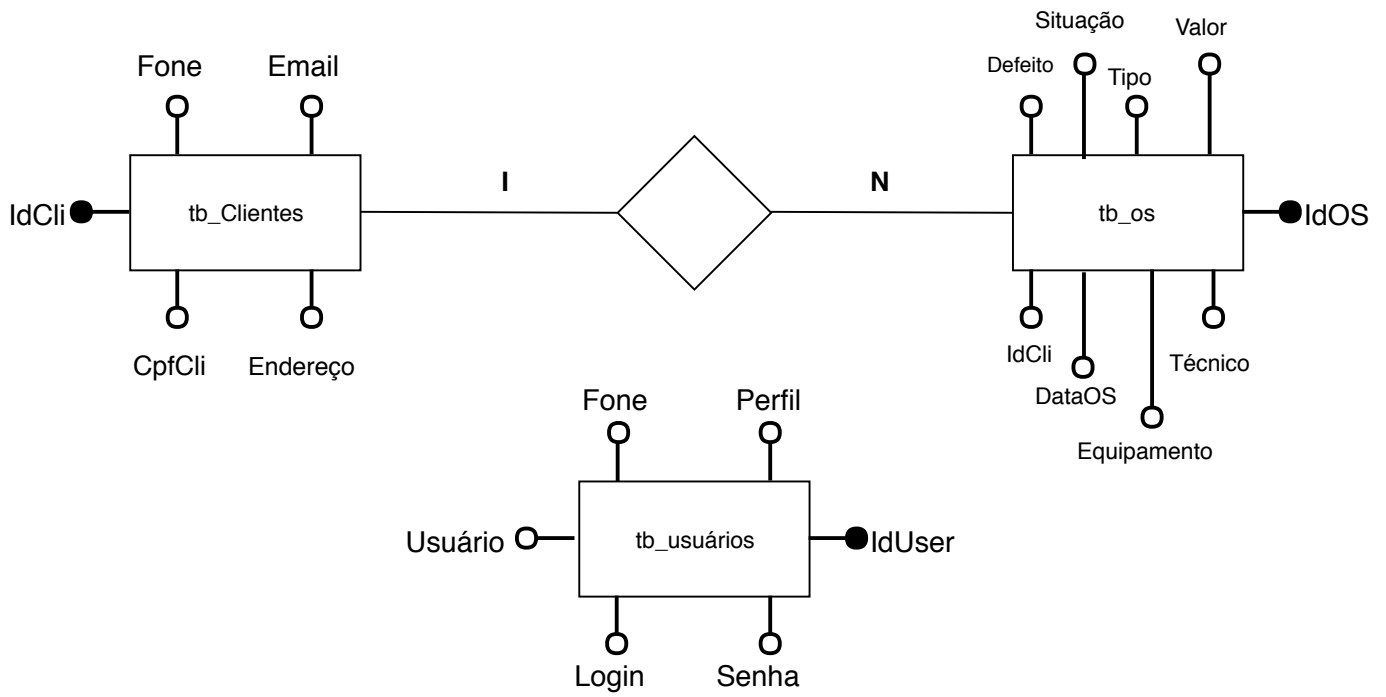 Situação
Valor
Fone
Email
Defeito
Tipo
I
N
IdCli
tb_Clientes
tb_os
IdOS
CpfCli
Endereço
IdCli
Técnico
DataOS
Fone
Perfil
Equipamento
Usuário
tb_usuários
IdUser
Login
Senha